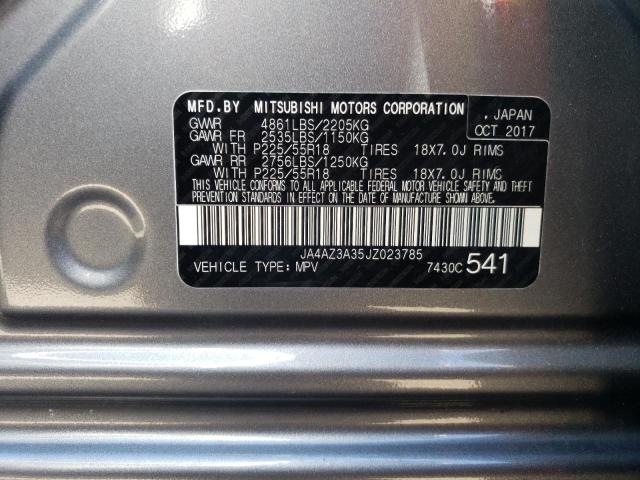 MFD.BY MITSUBISHI MOTORS CORPORATION
. JAPAN
GVWR 4861LBS/2205KG
OCT 2017
GAWR FR 2535LBS/1150KG
WITH P225/55R18 TIRES 18X7.0J RIMS
GAWR RR 2756LBS/1250KG
WITH P225/55R18 TIRES 18X7.0J RIMS
THIS VEHICLE CONFORMS TO ALL APPLICABLE FEDERAL MOTOR VEHICLE SAFETY AND THEFT
PREVENTION STANDARDS IN EFFECT ON THE DATE OF MANUFACTURE SHOWN ABOVE.
JA4AZ3A35JZ023785
VEHICLE TYPE: MPV 7430C 541